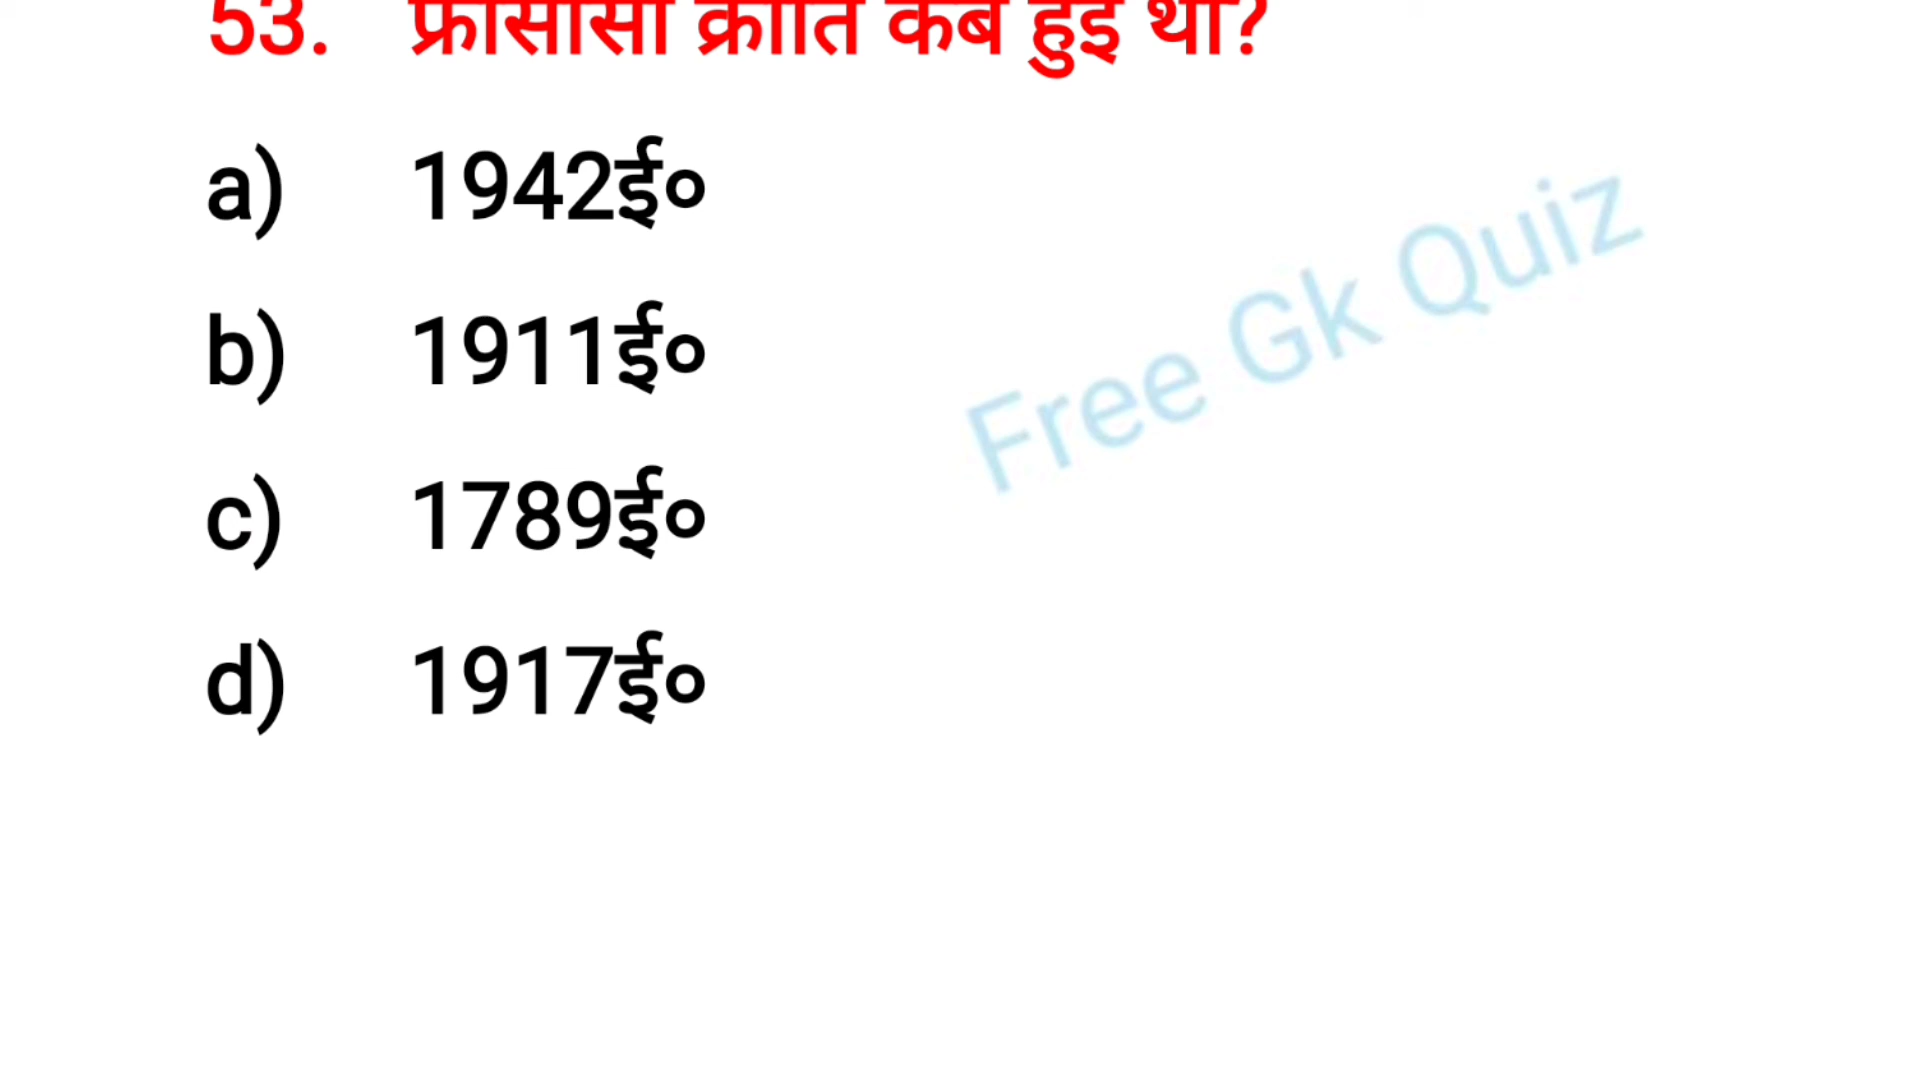 53. फ्रांसीसी क्रांति कब हुई थी?
a) 1942ई०
b) 1911ई०
c) 1789ई०
d) 1917ई०
Free Gk Quiz